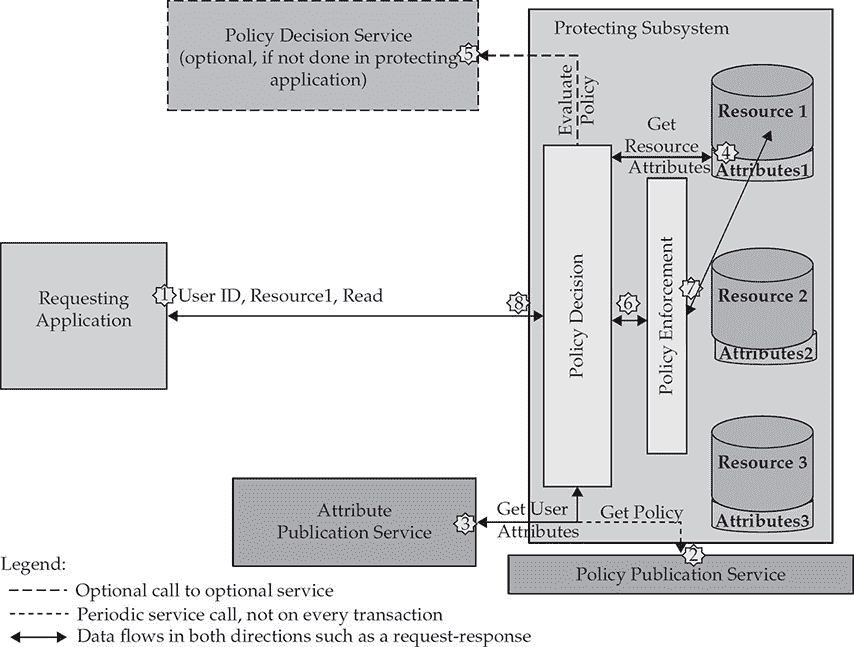 Policy Decision Service
(optional, if not done in protecting
application)
5
Protecting Subsystem
Evaluate
Policy
Resource 1
Get
Resource
Attributes
4
Attributes1
Requesting
Application
1
User ID, Resource1, Read
8
Policy Decision
6
Policy Enforcement
7
Resource 2
Attributes2
Resource 3
Attributes3
Attribute
Publication Service
3
Get User
Attributes
Get Policy
2
Policy Publication Service
Legend:
Optional call to optional service
Periodic service call, not on every transaction
Data flows in both directions such as a request-response